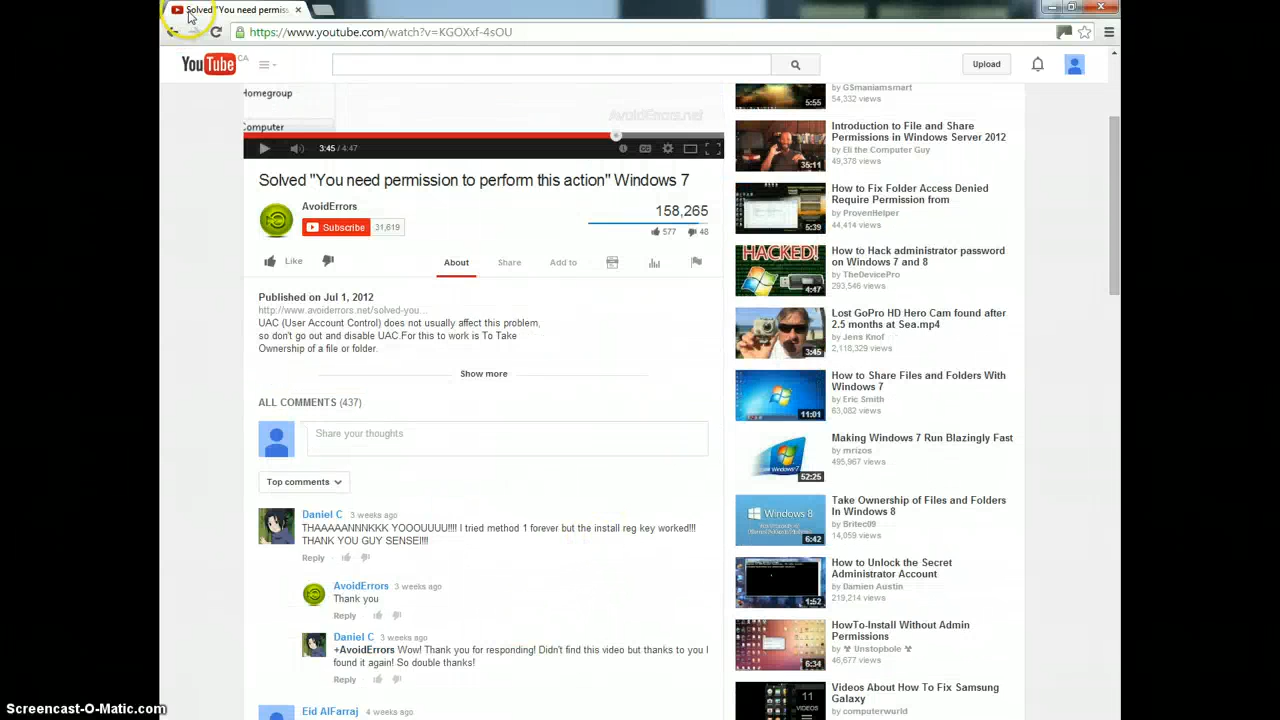 Solved "You need permiss
https://www.youtube.com/watch?v=KGOXxf-4sOU
YouTube CA
Upload
Homegroup
Computer
AvoidErrors.net
3:45 / 4:47
Solved "You need permission to perform this action" Windows 7
AvoidErrors
Subscribe 31,619
158,265
577 48
Like
About Share Add to
Published on Jul 1, 2012
http://www.avoiderrors.net/solved-you...
UAC (User Account Control) does not usually affect this problem,
so don't go out and disable UAC.For this to work is To Take
Ownership of a file or folder.
Show more
ALL COMMENTS (437)
Share your thoughts
Top comments
Daniel C 3 weeks ago
THAAAAANNNKKK YOOOUUUU!!!! I tried method 1 forever but the install reg key worked!!!
THANK YOU GUY SENSEI!!!
Reply
AvoidErrors 3 weeks ago
Thank you
Reply
Daniel C 3 weeks ago
+AvoidErrors Wow! Thank you for responding! Didn't find this video but thanks to you I
found it again! So double thanks!
Reply
Eid AlFarraj 4 weeks ago
by GSmaniamsmart
54,332 views
5:55
Introduction to File and Share
Permissions in Windows Server 2012
by Eli the Computer Guy
49,378 views
35:11
How to Fix Folder Access Denied
Require Permission from
by ProvenHelper
44,414 views
5:39
How to Hack administrator password
on Windows 7 and 8
by TheDevicePro
293,546 views
HACKED!
4:47
Lost GoPro HD Hero Cam found after
2.5 months at Sea.mp4
by Jens Knof
2,118,329 views
3:45
How to Share Files and Folders With
Windows 7
by Eric Smith
63,082 views
11:01
Making Windows 7 Run Blazingly Fast
by mrizos
495,967 views
52:25
Take Ownership of Files and Folders
In Windows 8
by Britec09
14,059 views
Windows 8
6:42
How to Unlock the Secret
Administrator Account
by Damien Austin
219,214 views
1:52
HowTo-Install Without Admin
Permissions
by ☣ Unstopbole ☣
46,677 views
6:34
Videos About How To Fix Samsung
Galaxy
by computerwurld
11
VIDEOS
Screencast-O-Matic.com